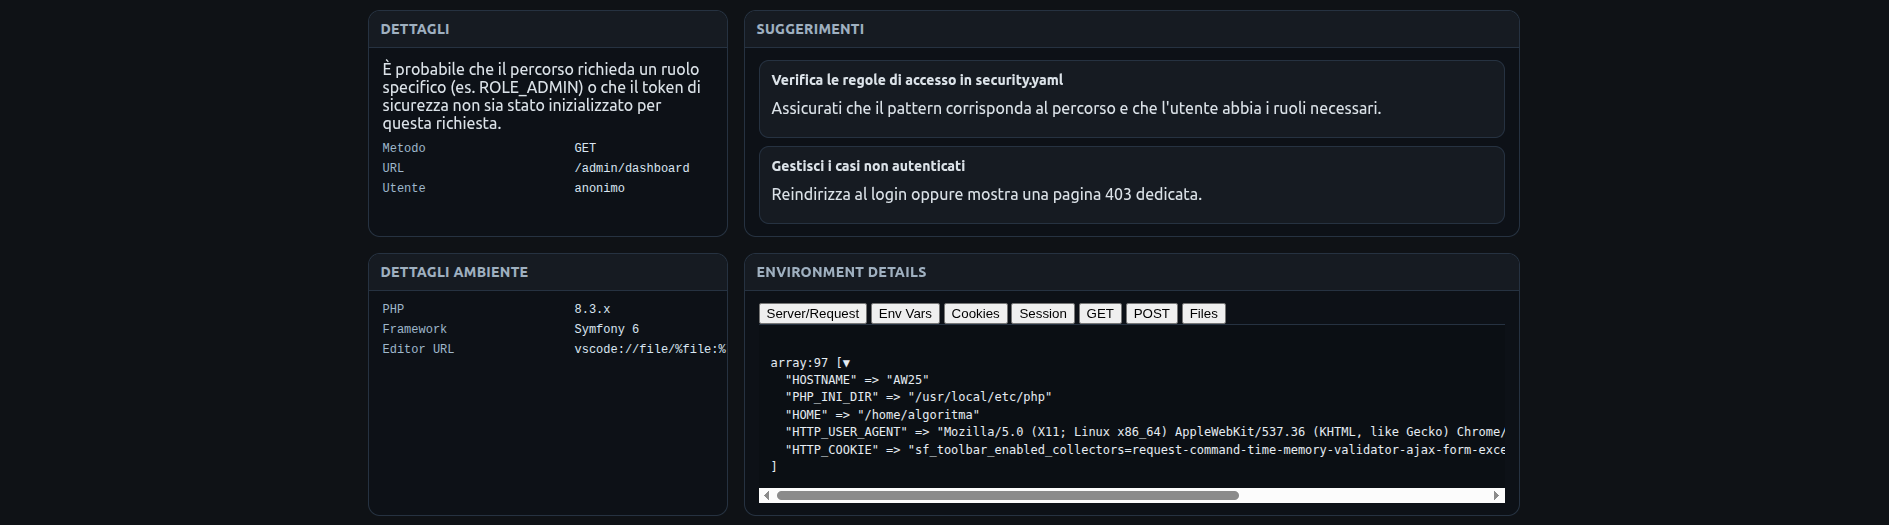 DETTAGLI
È probabile che il percorso richieda un ruolo
specifico (es. ROLE_ADMIN) o che il token di
sicurezza non sia stato inizializzato per
questa richiesta.
Metodo GET
URL /admin/dashboard
Utente anonimo
SUGGERIMENTI
Verifica le regole di accesso in security.yaml
Assicurati che il pattern corrisponda al percorso e che l'utente abbia i ruoli necessari.
Gestisci i casi non autenticati
Reindirizza al login oppure mostra una pagina 403 dedicata.
DETTAGLI AMBIENTE
PHP 8.3.x
Framework Symfony 6
Editor URL vscode://file/%file:%
ENVIRONMENT DETAILS
Server/Request Env Vars Cookies Session GET POST Files
array:97 [▼
"HOSTNAME" => "AW25"
"PHP_INI_DIR" => "/usr/local/etc/php"
"HOME" => "/home/algoritma"
"HTTP_USER_AGENT" => "Mozilla/5.0 (X11; Linux x86_64) AppleWebKit/537.36 (KHTML, like Gecko) Chrome/
"HTTP_COOKIE" => "sf_toolbar_enabled_collectors=request-command-time-memory-validator-ajax-form-exce
]